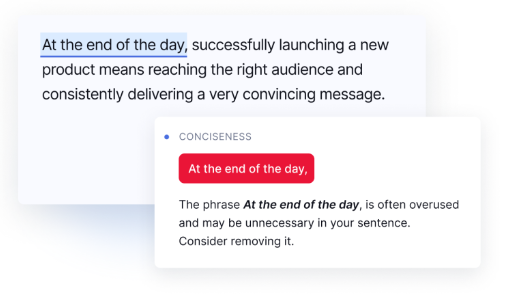 At the end of the day, successfully launching a new
product means reaching the right audience and
consistently delivering a very convincing message.
CONCISENESS
At the end of the day,
The phrase At the end of the day, is often overused
and may be unnecessary in your sentence.
Consider removing it.